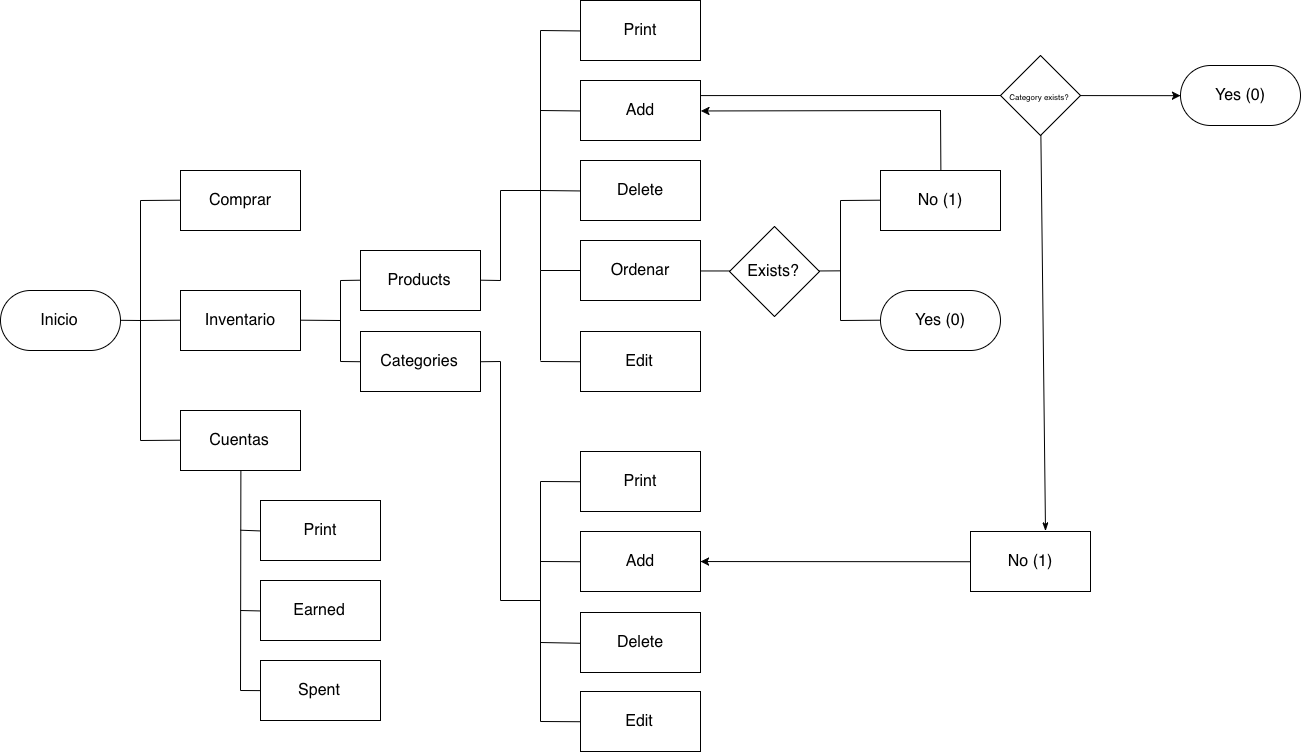 Print
Add
Category exists?
Yes (0)
Delete
Comprar
No (1)
Ordenar
Exists?
Products
Inicio
Inventario
Yes (0)
Categories
Edit
Cuentas
Print
Print
Add
No (1)
Earned
Delete
Spent
Edit